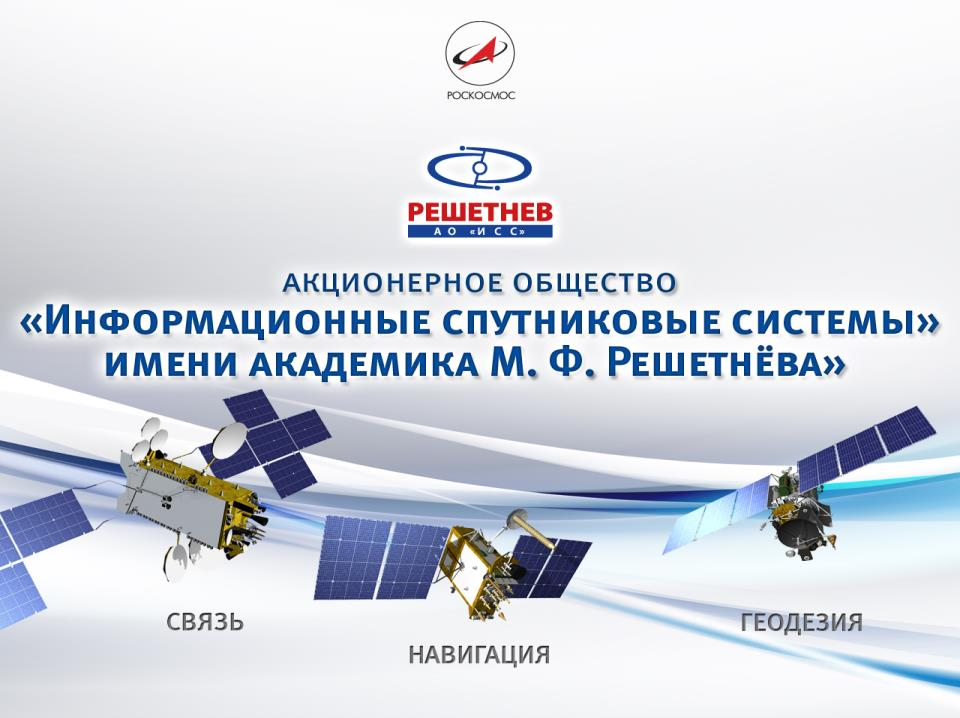 РОСКОСМОС
РЕШЕТНЕВ
АО «ИСС»
АКЦИОНЕРНОЕ ОБЩЕСТВО
«Информационные спутниковые системы»
имени академика М. Ф. Решетнёва»
СВЯЗЬ
НАВИГАЦИЯ
ГЕОДЕЗИЯ